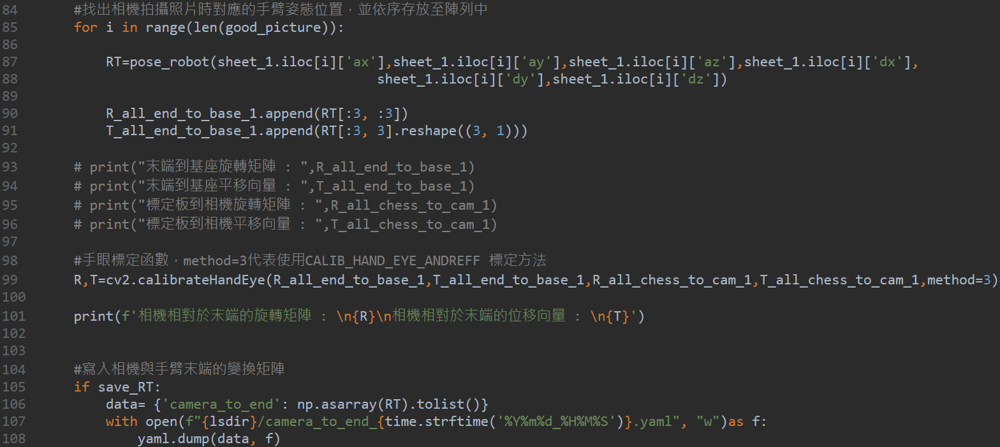 84 #找出相機拍攝照片時對應的手臂姿態位置，並依序存放至陣列中
85 for i in range(len(good_picture)):
86
87 RT=pose_robot(sheet_1.iloc[i]['ax'],sheet_1.iloc[i]['ay'],sheet_1.iloc[i]['az'],sheet_1.iloc[i]['dx'],
88 sheet_1.iloc[i]['dy'],sheet_1.iloc[i]['dz'])
89
90 R_all_end_to_base_1.append(RT[:3, :3])
91 T_all_end_to_base_1.append(RT[:3, 3].reshape((3, 1)))
92
93 # print("末端到基座旋轉矩陣 : ",R_all_end_to_base_1)
94 # print("末端到基座平移向量 : ",T_all_end_to_base_1)
95 # print("標定板到相機旋轉矩陣 : ",R_all_chess_to_cam_1)
96 # print("標定板到相機平移向量 : ",T_all_chess_to_cam_1)
97
98 #手眼標定函數，method=3代表使用CALIB_HAND_EYE_ANDREFF 標定方法
99 R,T=cv2.calibrateHandEye(R_all_end_to_base_1,T_all_end_to_base_1,R_all_chess_to_cam_1,T_all_chess_to_cam_1,method=3)
100
101 print(f'相機相對於末端的旋轉矩陣 : \n{R}\n相機相對於末端的位移向量 : \n{T}')
102
103
104 #寫入相機與手臂末端的變換矩陣
105 if save_RT:
106 data= {'camera_to_end': np.asarray(RT).tolist()}
107 with open(f"{lsdir}/camera_to_end_{time.strftime('%Y%m%d_%H%M%S')}.yaml", "w")as f:
108 yaml.dump(data, f)